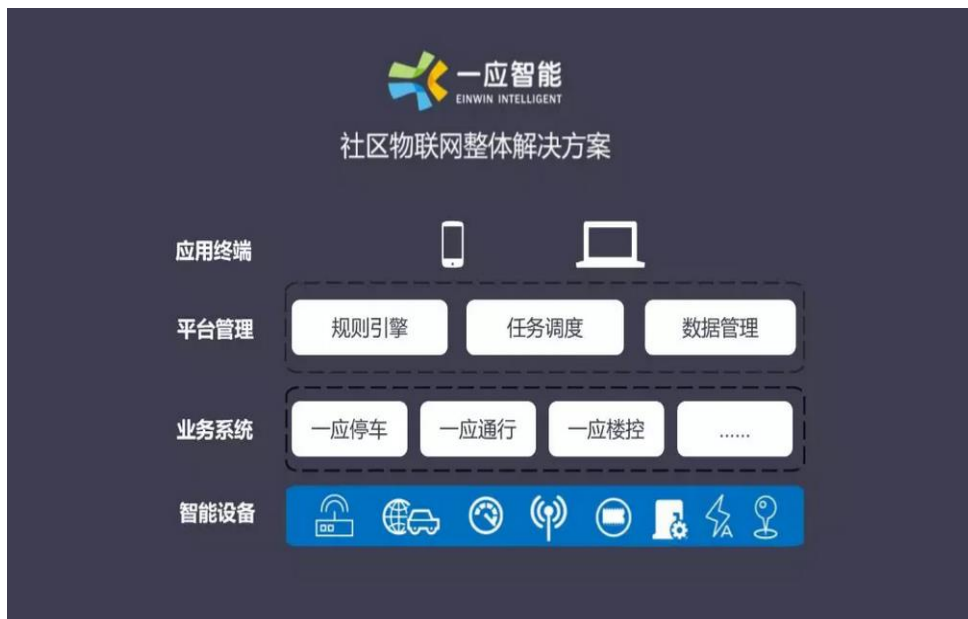 一应智能
EINWIN INTELLIGENT
社区物联网整体解决方案
应用终端
平台管理
规则引擎
任务调度
数据管理
业务系统
一应停车
一应通行
一应楼控
......
智能设备
A